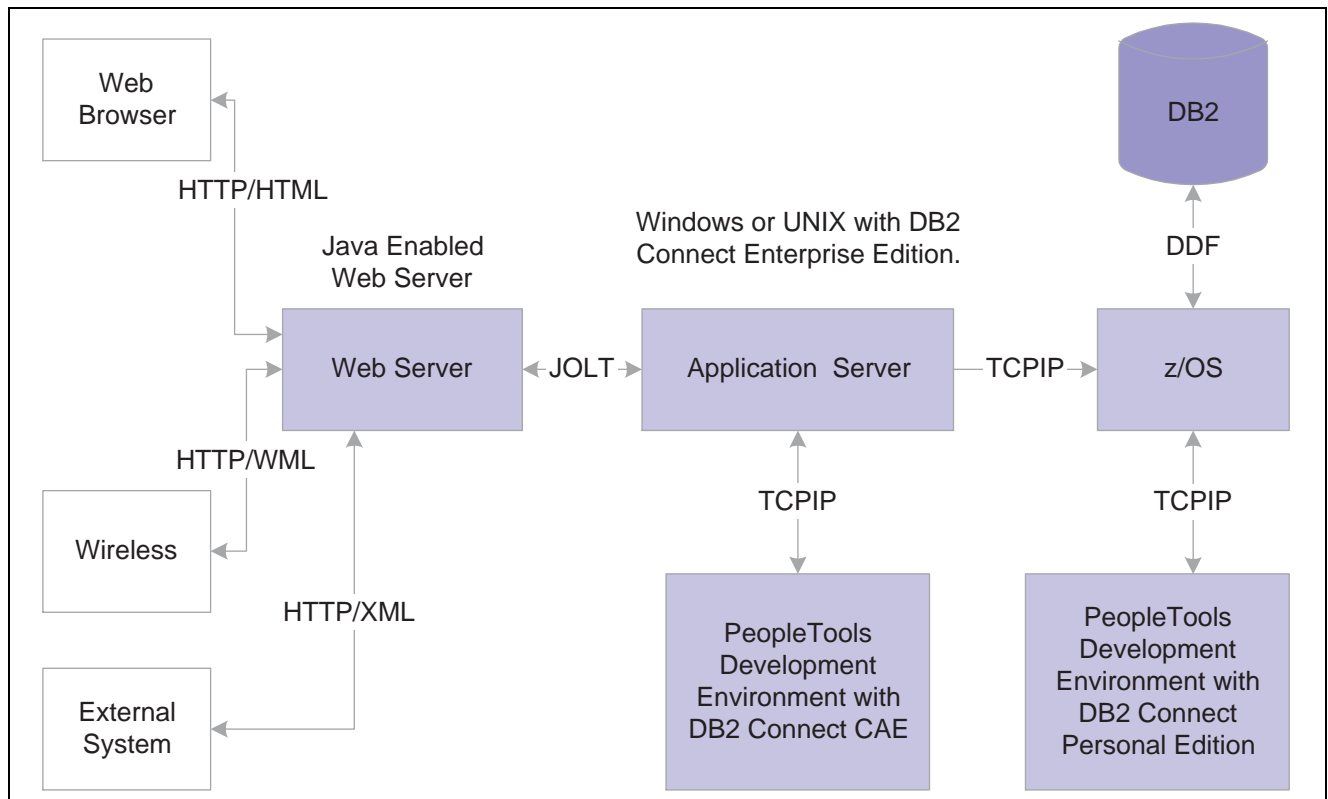 Web
Browser
DB2
HTTP/HTML
Java Enabled
Web Server
Windows or UNIX with DB2
Connect Enterprise Edition.
DDF
Web Server
JOLT
Application Server
TCPIP
z/OS
HTTP/WML
TCPIP
TCPIP
Wireless
HTTP/XML
PeopleTools
Development
Environment with
DB2 Connect CAE
PeopleTools
Development
Environment with
DB2 Connect
Personal Edition
External
System